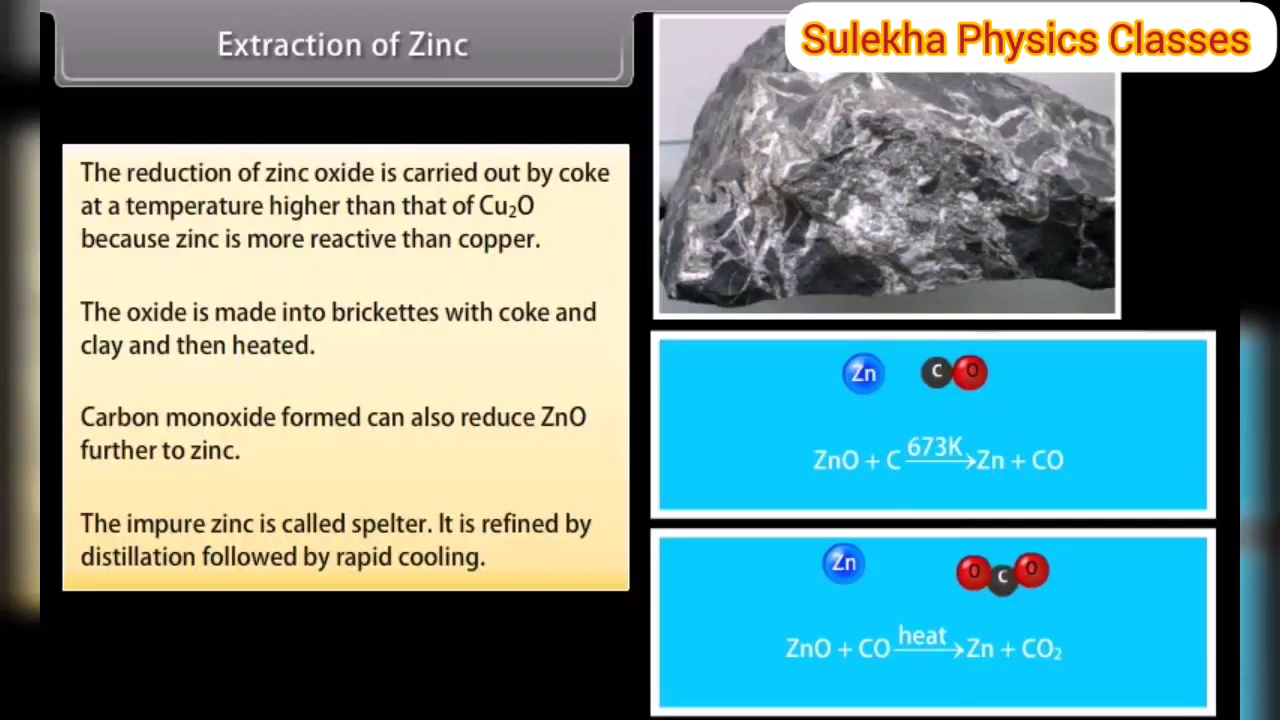 Extraction of Zinc
Sulekha Physics Classes
The reduction of zinc oxide is carried out by coke
at a temperature higher than that of Cu₂O
because zinc is more reactive than copper.
The oxide is made into brickettes with coke and
clay and then heated.
Carbon monoxide formed can also reduce ZnO
further to zinc.
The impure zinc is called spelter. It is refined by
distillation followed by rapid cooling.
Zn C O
673K
ZnO + C → Zn + CO
Zn O C O
heat
ZnO + CO → Zn + CO₂